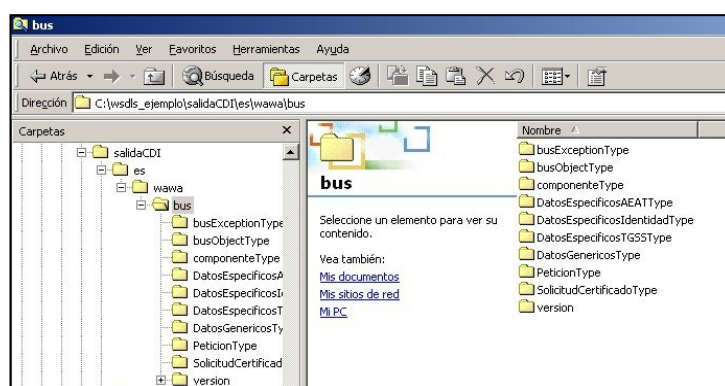 bus
Archivo Edición Ver Favoritos Herramientas Ayuda
Atrás Búsqueda Carpetas
Dirección C:\wsdls_ejemplo\salidaCDI\es\wawa\bus
Carpetas x
salidaCDI
es
wawa
bus
busExceptionType
busObjectType
componenteType
DatosEspecificosA
DatosEspecificosI
DatosEspecificosT
DatosGenericosTy
PeticionType
SolicitudCertificad
version
bus
Seleccione un elemento para ver su
contenido.
Vea también:
Mis documentos
Mis sitios de red
Mi PC
Nombre
busExceptionType
busObjectType
componenteType
DatosEspecificosAEATType
DatosEspecificosIdentidadType
DatosEspecificosTGSSType
DatosGenericosType
PeticionType
SolicitudCertificadoType
version